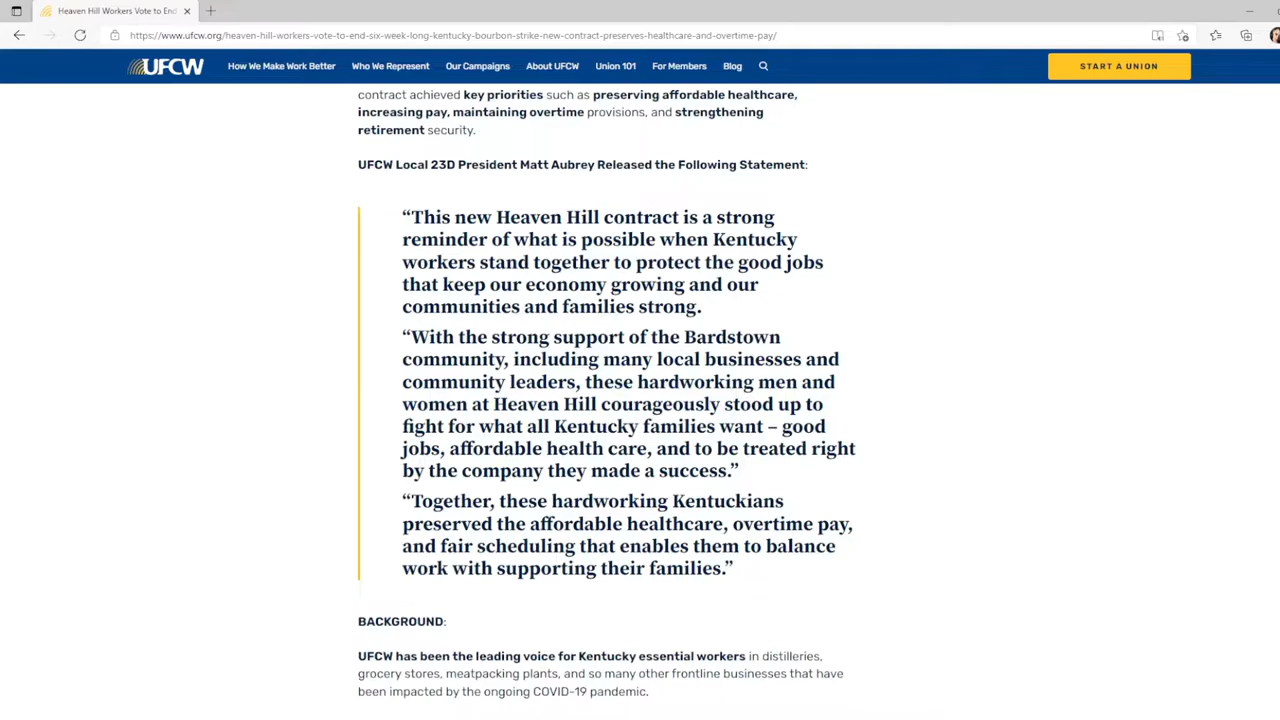 Heaven Hill Workers Vote to End
https://www.ufcw.org/heaven-hill-workers-vote-to-end-six-week-long-kentucky-bourbon-strike-new-contract-preserves-healthcare-and-overtime-pay/
UFCW How We Make Work Better Who We Represent Our Campaigns About UFCW Union 101 For Members Blog START A UNION
contract achieved key priorities such as preserving affordable healthcare,
increasing pay, maintaining overtime provisions, and strengthening
retirement security.
UFCW Local 23D President Matt Aubrey Released the Following Statement:
“This new Heaven Hill contract is a strong
reminder of what is possible when Kentucky
workers stand together to protect the good jobs
that keep our economy growing and our
communities and families strong.
“With the strong support of the Bardstown
community, including many local businesses and
community leaders, these hardworking men and
women at Heaven Hill courageously stood up to
fight for what all Kentucky families want – good
jobs, affordable health care, and to be treated right
by the company they made a success.”
“Together, these hardworking Kentuckians
preserved the affordable healthcare, overtime pay,
and fair scheduling that enables them to balance
work with supporting their families.”
BACKGROUND:
UFCW has been the leading voice for Kentucky essential workers in distilleries,
grocery stores, meatpacking plants, and so many other frontline businesses that have
been impacted by the ongoing COVID-19 pandemic.